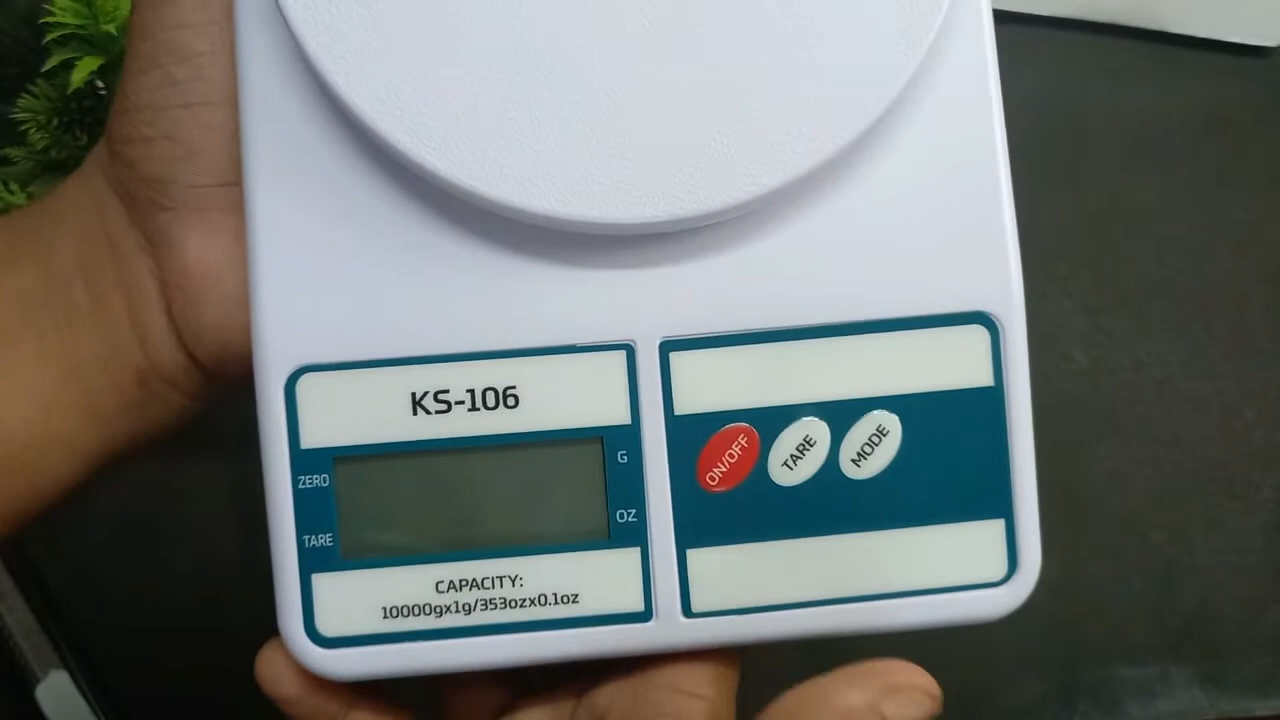 KS-106
ZERO
G
TARE
OZ
CAPACITY:
10000gx1g/353ozx0.1oz
ON/OFF
TARE
MODE